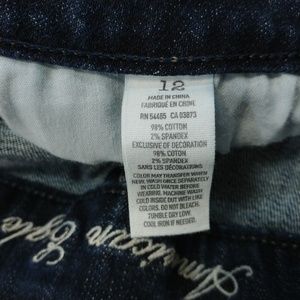 12
MADE IN CHINA
FABRIQUÉ EN CHINE
RN 54485 CA 03873
98% COTTON
2% SPANDEX
EXCLUSIVE OF DECORATION
98% COTON
2% SPANDEX
SANS LES DÉCORATIONS
COLOR MAY TRANSFER WHEN
NEW. WASH SEPARATELY
IN COLD WATER BEFORE
WEARING. MACHINE WASH
COLD INSIDE OUT WITH LIKE
COLORS. DO NOT BLEACH.
TUMBLE DRY LOW.
COOL IRON IF NEEDED.
American Eagle